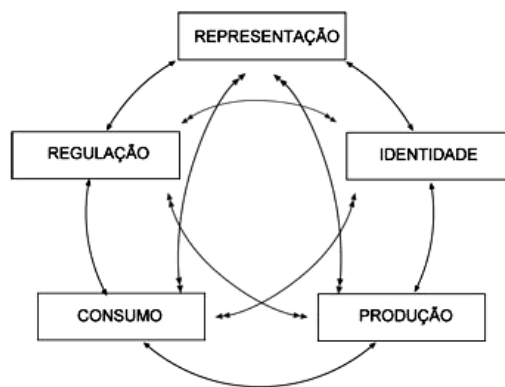 REPRESENTAÇÃO
REGULAÇÃO
IDENTIDADE
CONSUMO
PRODUÇÃO